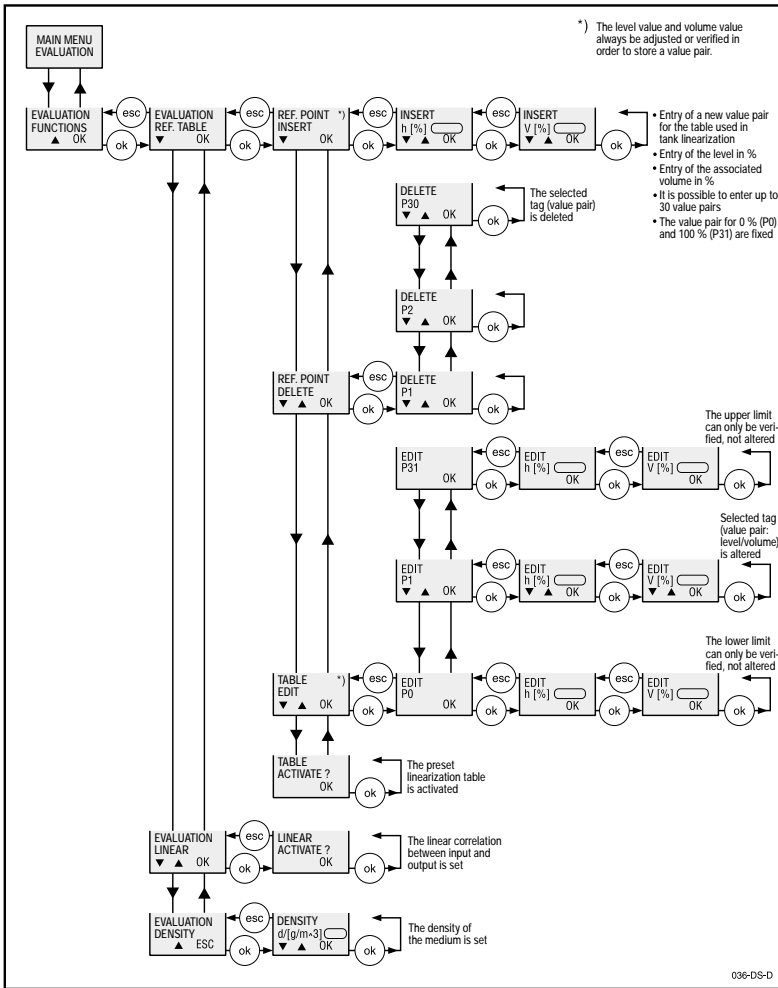 *) The level value and volume value
always be adjusted or verified in
order to store a value pair.
MAIN MENU
EVALUATION
EVALUATION
FUNCTIONS
▲ OK
esc
ok
EVALUATION
REF. TABLE
▼ OK
esc
ok
REF. POINT *)
INSERT
▼ OK
esc
ok
INSERT
h [%]
▼ ▲ OK
esc
ok
INSERT
V [%]
▼ ▲ OK
ok
• Entry of a new value pair
for the table used in
tank linearization
• Entry of the level in %
• Entry of the associated
volume in %
• It is possible to enter up to
30 value pairs
• The value pair for 0 % (P0)
and 100 % (P31) are fixed
DELETE
P30
▼ ▲ OK
ok
The selected
tag (value pair)
is deleted
DELETE
P2
▼ ▲ OK
ok
REF. POINT
DELETE
▼ ▲ OK
esc
ok
DELETE
P1
▼ ▲ OK
ok
EDIT
P31
OK
esc
ok
EDIT
h [%]
OK
esc
ok
EDIT
V [%]
OK
ok
The upper limit
can only be veri-
fied, not altered
EDIT
P1
▼ ▲ OK
esc
ok
EDIT
h [%]
▼ ▲ OK
esc
ok
EDIT
V [%]
▼ ▲ OK
ok
Selected tag
(value pair:
level/volume)
is altered
TABLE *)
EDIT
▼ ▲ OK
esc
ok
EDIT
P0
OK
esc
ok
EDIT
h [%]
OK
esc
ok
EDIT
V [%]
OK
ok
The lower limit
can only be veri-
fied, not altered
TABLE
ACTIVATE ?
OK
ok
The preset
linearization table
is activated
EVALUATION
LINEAR
▼ ▲ OK
esc
ok
LINEAR
ACTIVATE ?
OK
ok
The linear correlation
between input and
output is set
EVALUATION
DENSITY
▲ ESC
esc
ok
DENSITY
d/[g/m^3]
▼ ▲ OK
ok
The density of
the medium is set
036-DS-D